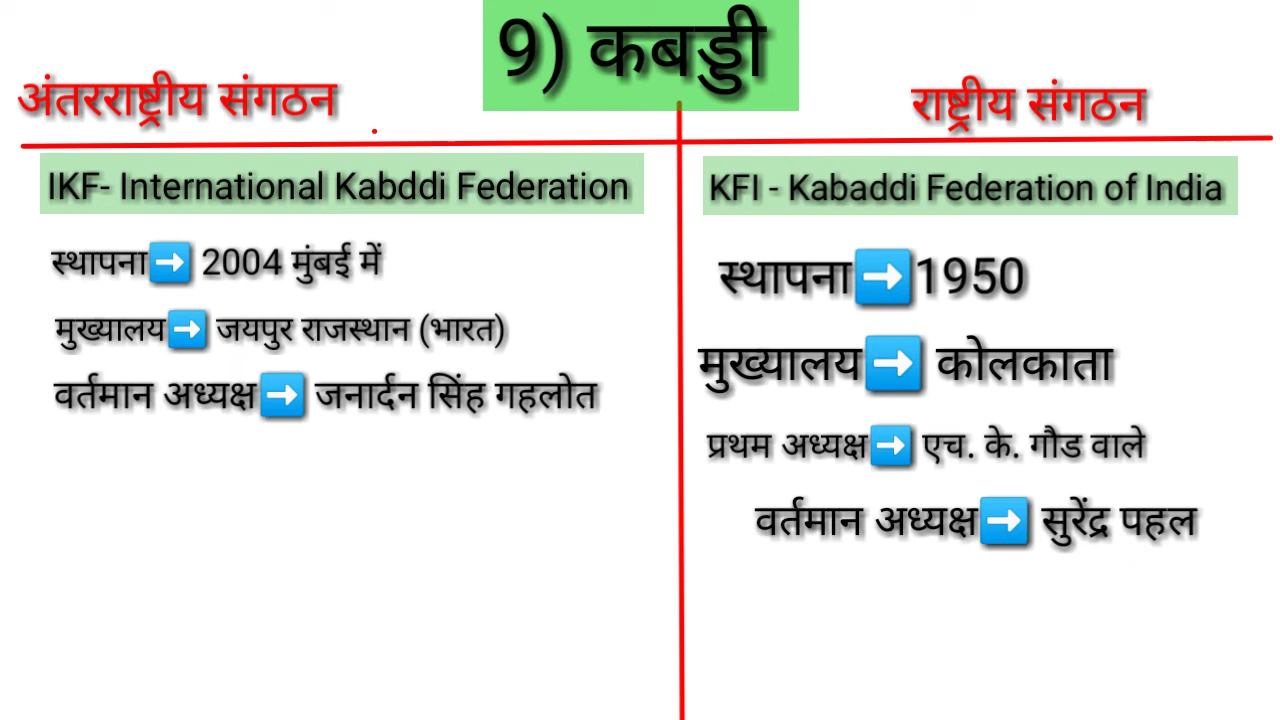 9) कबड्डी
अंतरराष्ट्रीय संगठन
IKF- International Kabddi Federation
स्थापना➡️ 2004 मुंबई में
मुख्यालय➡️ जयपुर राजस्थान (भारत)
वर्तमान अध्यक्ष➡️ जनार्दन सिंह गहलोत
राष्ट्रीय संगठन
KFI - Kabaddi Federation of India
स्थापना➡️1950
मुख्यालय➡️ कोलकाता
प्रथम अध्यक्ष➡️ एच. के. गौड वाले
वर्तमान अध्यक्ष➡️ सुरेंद्र पहल